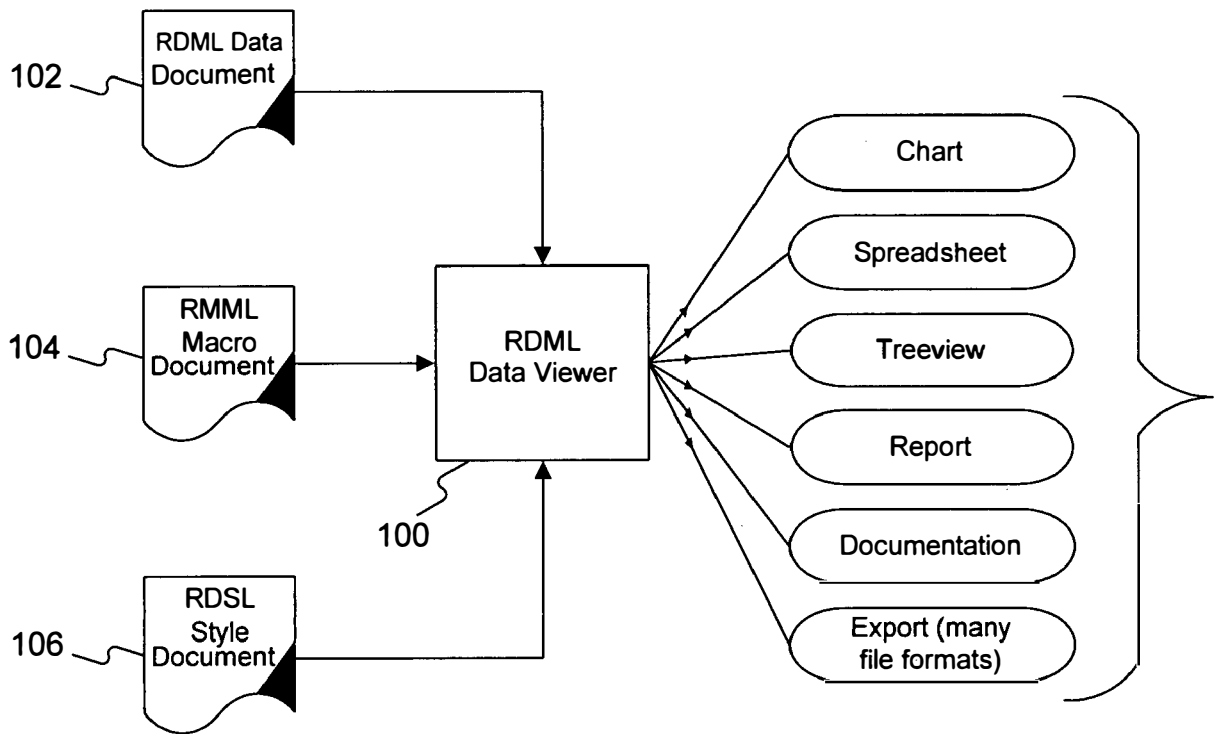 RDML Data
Document
102
RMML
Macro
Document
104
RDSL
Style
Document
106
RDML
Data Viewer
100
Chart
Spreadsheet
Treeview
Report
Documentation
Export (many
file formats)